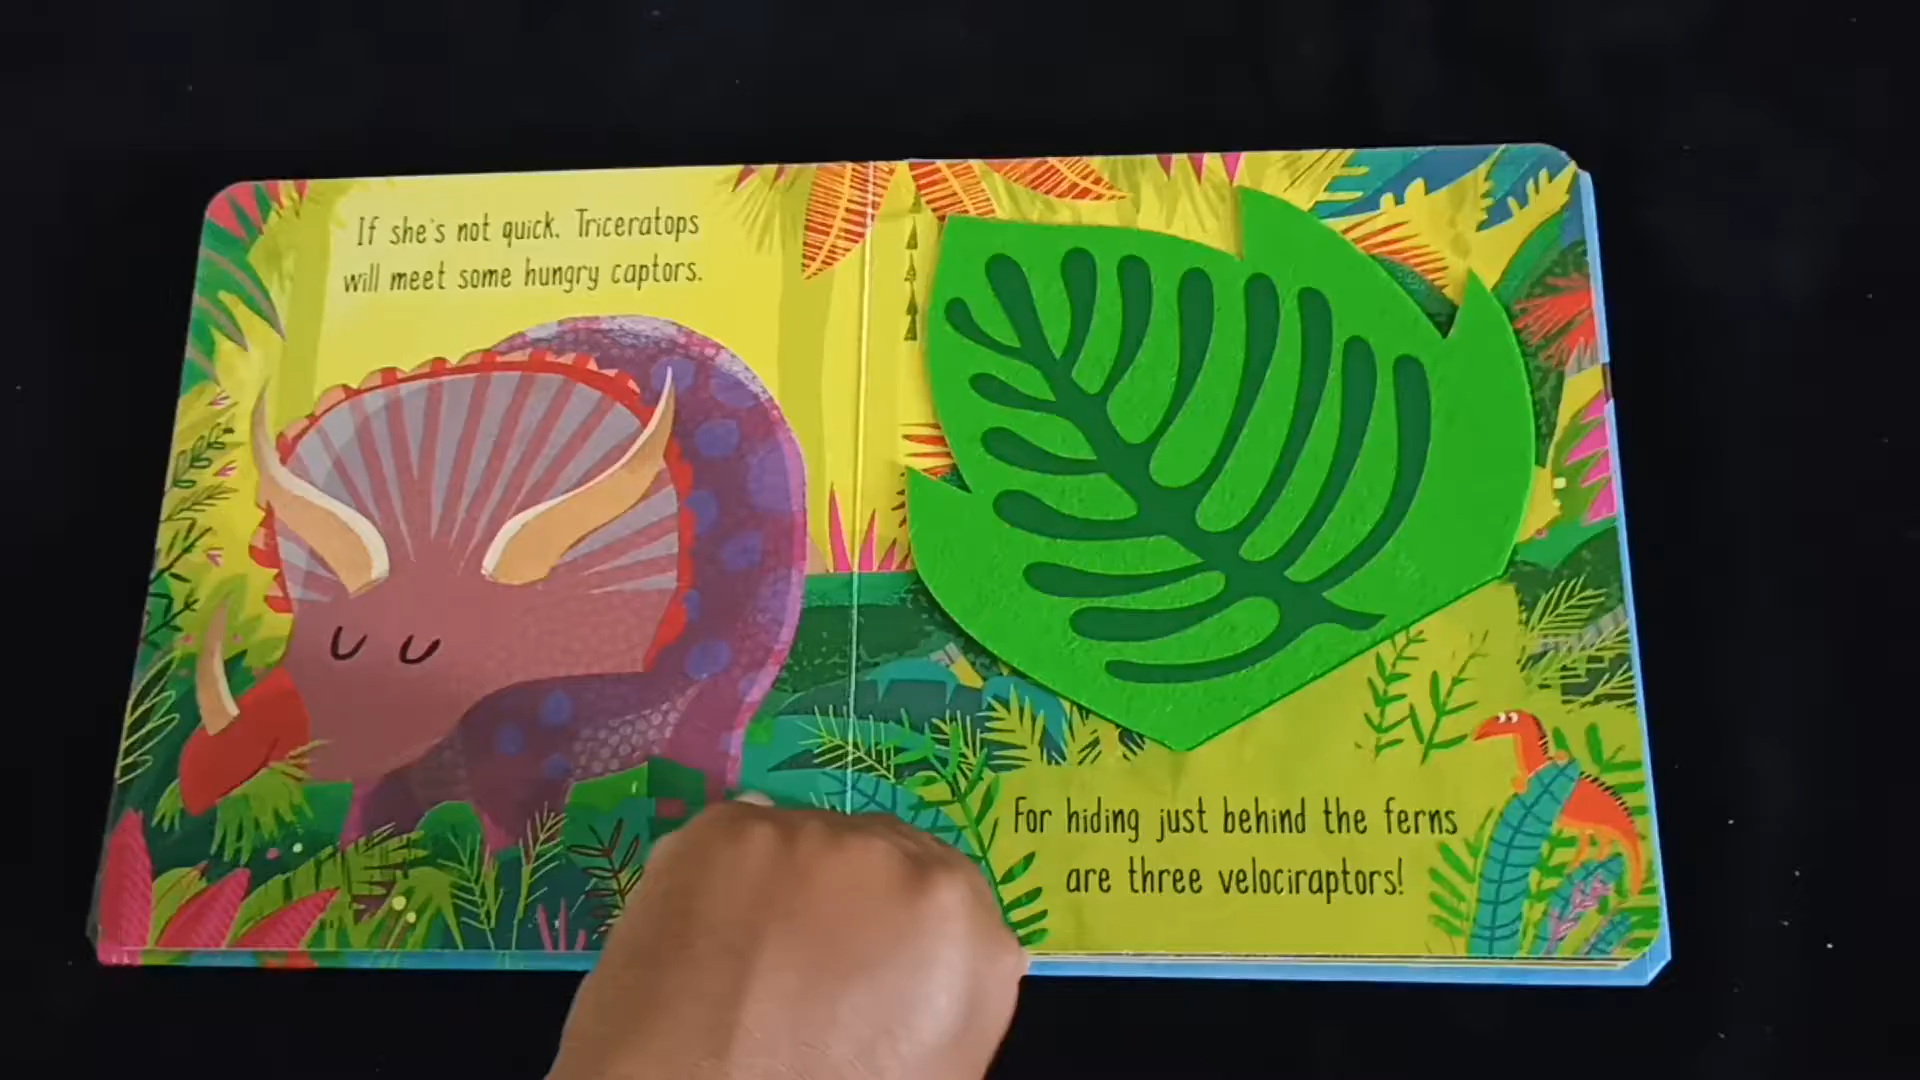 If she's not quick, Triceratops
will meet some hungry captors.
For hiding just behind the ferns
are three velociraptors!